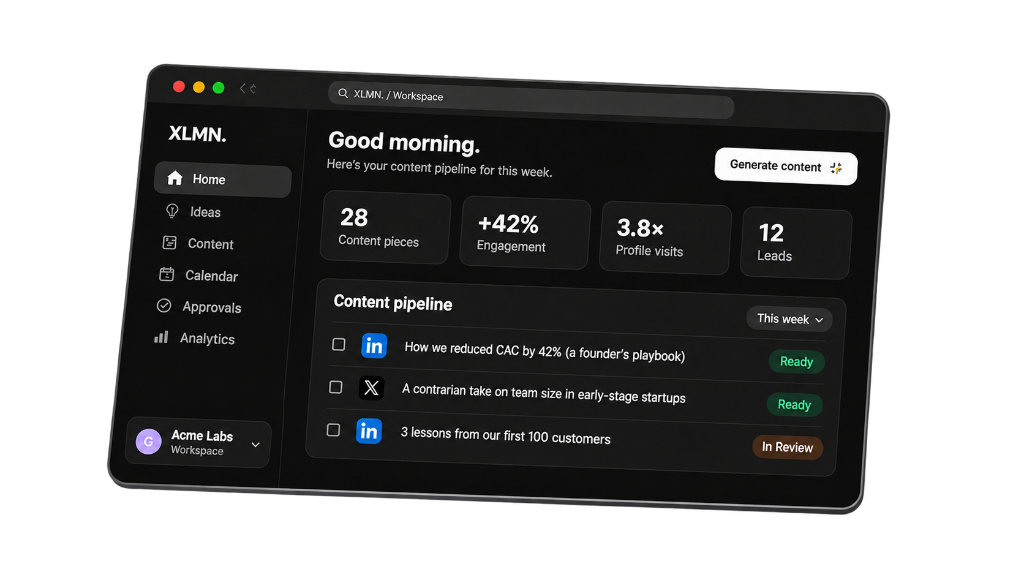 XLMN. / Workspace
XLMN.
Home
Ideas
Content
Calendar
Approvals
Analytics
G
Acme Labs
Workspace
Good morning.
Here's your content pipeline for this week.
Generate content
28
Content pieces
+42%
Engagement
3.8×
Profile visits
12
Leads
Content pipeline
This week
in
How we reduced CAC by 42% (a founder's playbook)
Ready
X
A contrarian take on team size in early-stage startups
Ready
in
3 lessons from our first 100 customers
In Review